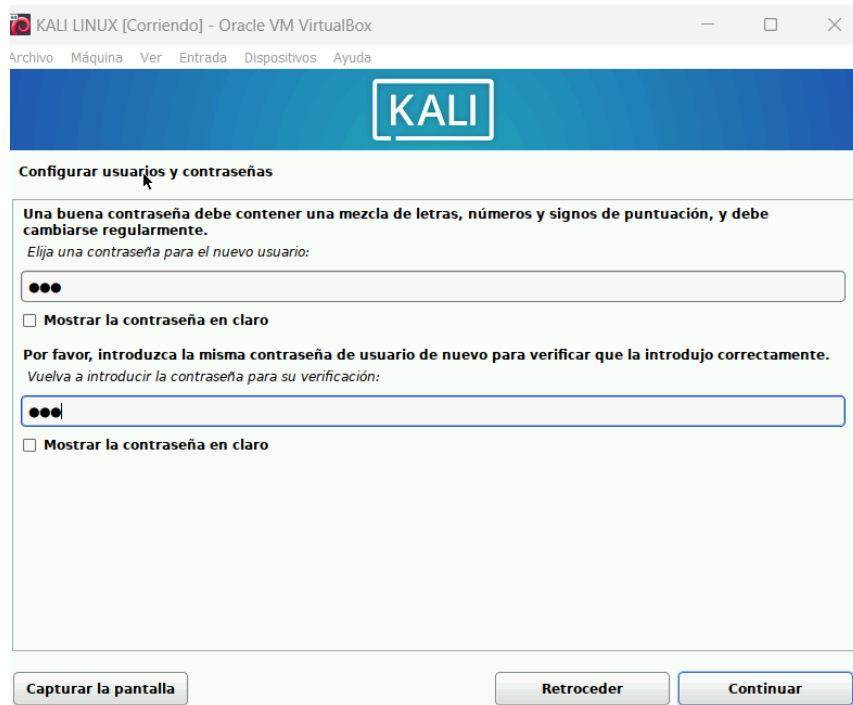 KALI LINUX [Corriendo] - Oracle VM VirtualBox
Archivo Máquina Ver Entrada Dispositivos Ayuda
KALI
Configurar usuarios y contraseñas
Una buena contraseña debe contener una mezcla de letras, números y signos de puntuación, y debe
cambiarse regularmente.
Elija una contraseña para el nuevo usuario:
●●●
Mostrar la contraseña en claro
Por favor, introduzca la misma contraseña de usuario de nuevo para verificar que la introdujo correctamente.
Vuelva a introducir la contraseña para su verificación:
●●●
Mostrar la contraseña en claro
Capturar la pantalla
Retroceder
Continuar